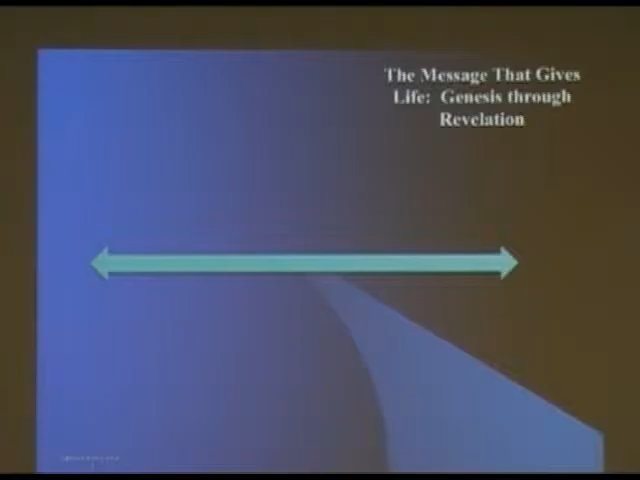 The Message That Gives
Life: Genesis through
Revelation